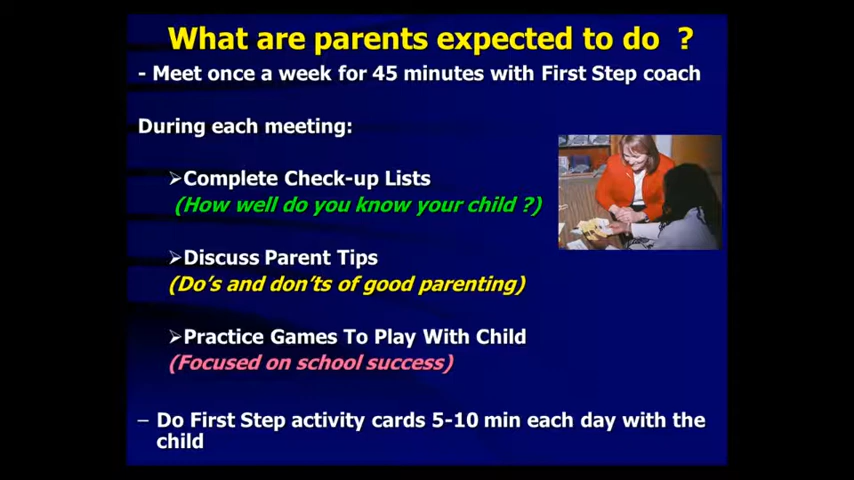 What are parents expected to do ?
- Meet once a week for 45 minutes with First Step coach
During each meeting:
➢Complete Check-up Lists
(How well do you know your child ?)
➢Discuss Parent Tips
(Do's and don'ts of good parenting)
➢Practice Games To Play With Child
(Focused on school success)
– Do First Step activity cards 5-10 min each day with the
child